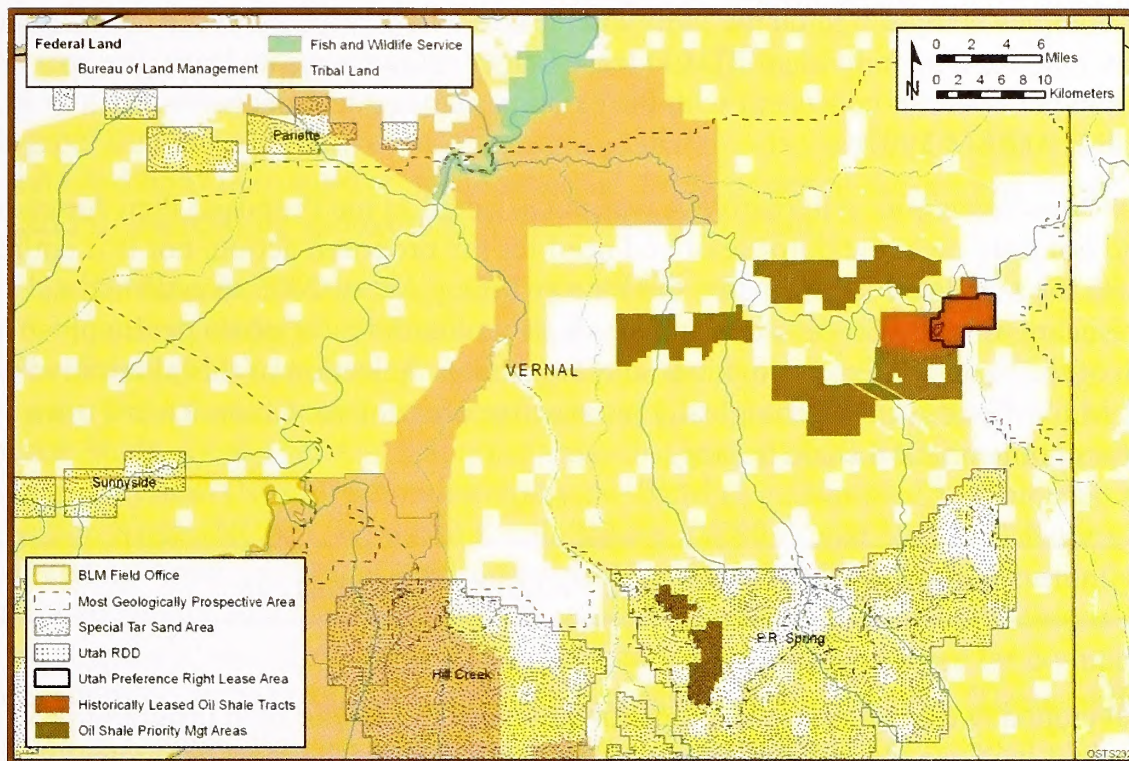 Federal Land
Bureau of Land Management
Fish and Wildlife Service
Tribal Land
N
0 2 4 6
Miles
0 2 4 6 8 10
Kilometers
Pariette
VERNAL
Sunnyside
P.R. Spring
Hill Creek
BLM Field Office
Most Geologically Prospective Area
Special Tar Sand Area
Utah RDD
Utah Preference Right Lease Area
Historically Leased Oil Shale Tracts
Oil Shale Priority Mgt Areas
OSTS232